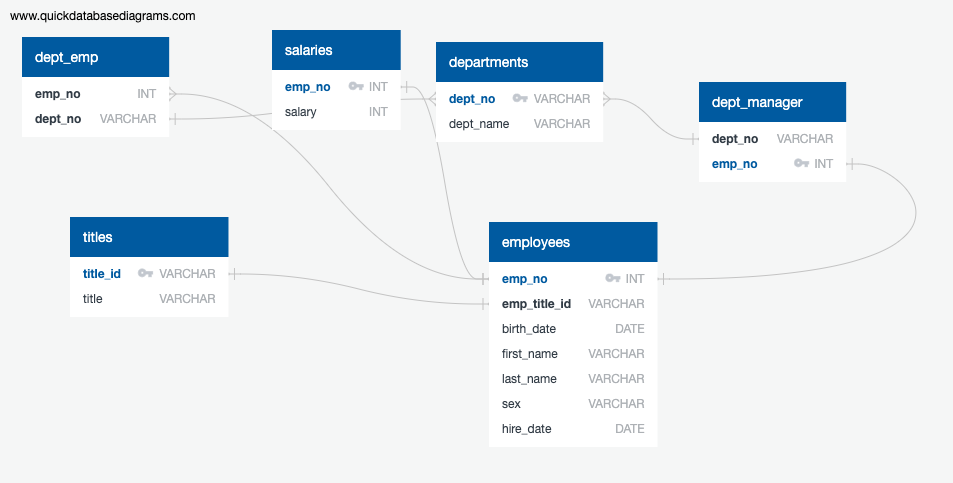 www.quickdatabasediagrams.com
dept_emp
emp_no INT
dept_no VARCHAR
salaries
emp_no INT
salary INT
departments
dept_no VARCHAR
dept_name VARCHAR
dept_manager
dept_no VARCHAR
emp_no INT
titles
title_id VARCHAR
title VARCHAR
employees
emp_no INT
emp_title_id VARCHAR
birth_date DATE
first_name VARCHAR
last_name VARCHAR
sex VARCHAR
hire_date DATE